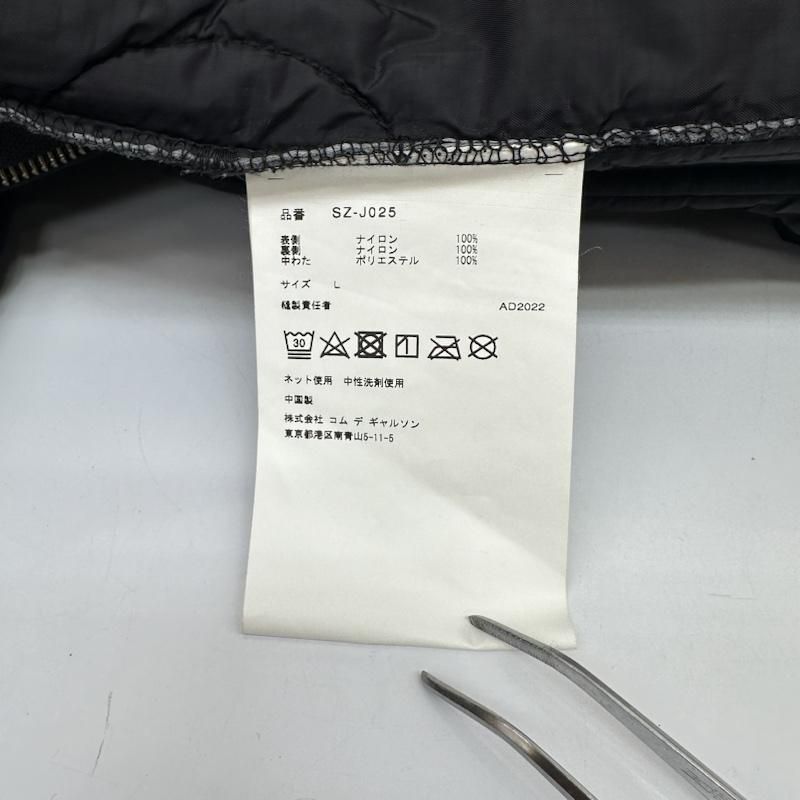 品番 SZ-J025
表側 ナイロン 100%
裏側 ナイロン 100%
中わた ポリエステル 100%
サイズ L
縫製責任者 AD2022
30
ネット使用 中性洗剤使用
中国製
株式会社 コム デ ギャルソン
東京都港区南青山5-11-5